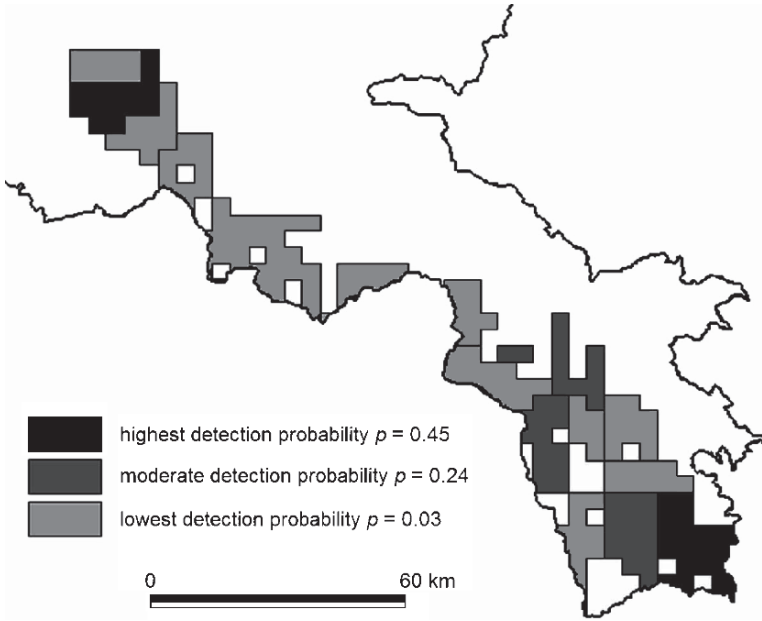 highest detection probability p = 0.45
moderate detection probability p = 0.24
lowest detection probability p = 0.03
0 60 km